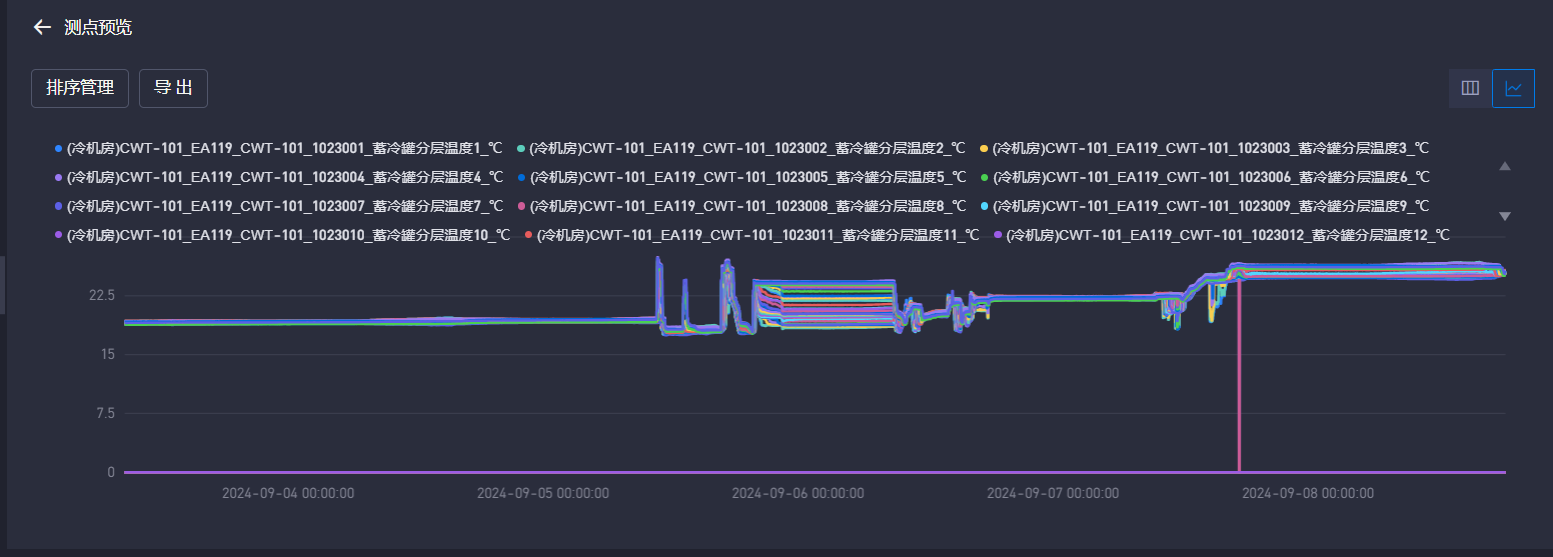 测点预览
排序管理 导 出
(冷机房)CWT-101_EA119_CWT-101_1023001_蓄冷罐分层温度1_℃ (冷机房)CWT-101_EA119_CWT-101_1023002_蓄冷罐分层温度2_℃ (冷机房)CWT-101_EA119_CWT-101_1023003_蓄冷罐分层温度3_℃
(冷机房)CWT-101_EA119_CWT-101_1023004_蓄冷罐分层温度4_℃ (冷机房)CWT-101_EA119_CWT-101_1023005_蓄冷罐分层温度5_℃ (冷机房)CWT-101_EA119_CWT-101_1023006_蓄冷罐分层温度6_℃
(冷机房)CWT-101_EA119_CWT-101_1023007_蓄冷罐分层温度7_℃ (冷机房)CWT-101_EA119_CWT-101_1023008_蓄冷罐分层温度8_℃ (冷机房)CWT-101_EA119_CWT-101_1023009_蓄冷罐分层温度9_℃
(冷机房)CWT-101_EA119_CWT-101_1023010_蓄冷罐分层温度10_℃ (冷机房)CWT-101_EA119_CWT-101_1023011_蓄冷罐分层温度11_℃ (冷机房)CWT-101_EA119_CWT-101_1023012_蓄冷罐分层温度12_℃
22.5
15
7.5
0
2024-09-04 00:00:00 2024-09-05 00:00:00 2024-09-06 00:00:00 2024-09-07 00:00:00 2024-09-08 00:00:00